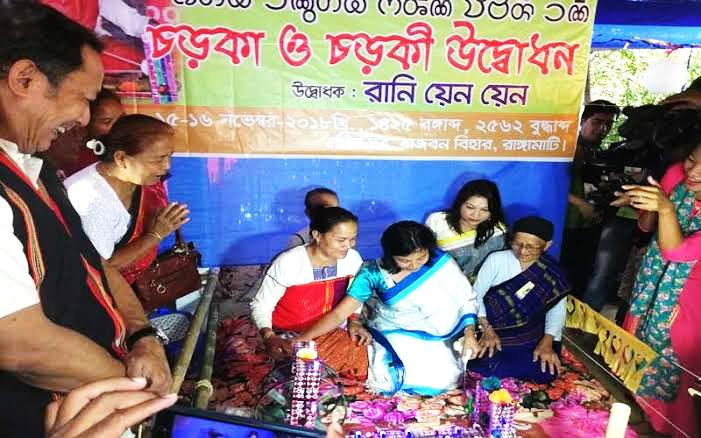 চড়কা ও চড়কী উদ্বোধন
উদ্বোধক : রানি য়েন য়েন
১৫-১৬ নভেম্বর-২০১৮খ্রি, ১৪২৫ বঙ্গাব্দ, ২৫৬২ বুদ্ধাব্দ
রাজবন বিহার, রাঙ্গামাটি।